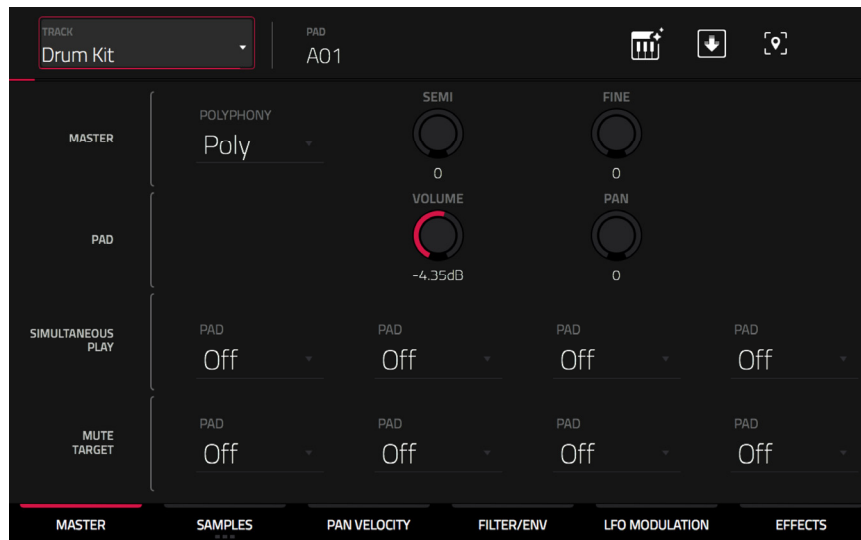 TRACK
Drum Kit
PAD
A01
MASTER
POLYPHONY
Poly
SEMI
0
FINE
0
PAD
VOLUME
-4.35dB
PAN
0
SIMULTANEOUS
PLAY
PAD
Off
PAD
Off
PAD
Off
PAD
Off
MUTE
TARGET
PAD
Off
PAD
Off
PAD
Off
PAD
Off
MASTER
SAMPLES
PAN VELOCITY
FILTER/ENV
LFO MODULATION
EFFECTS